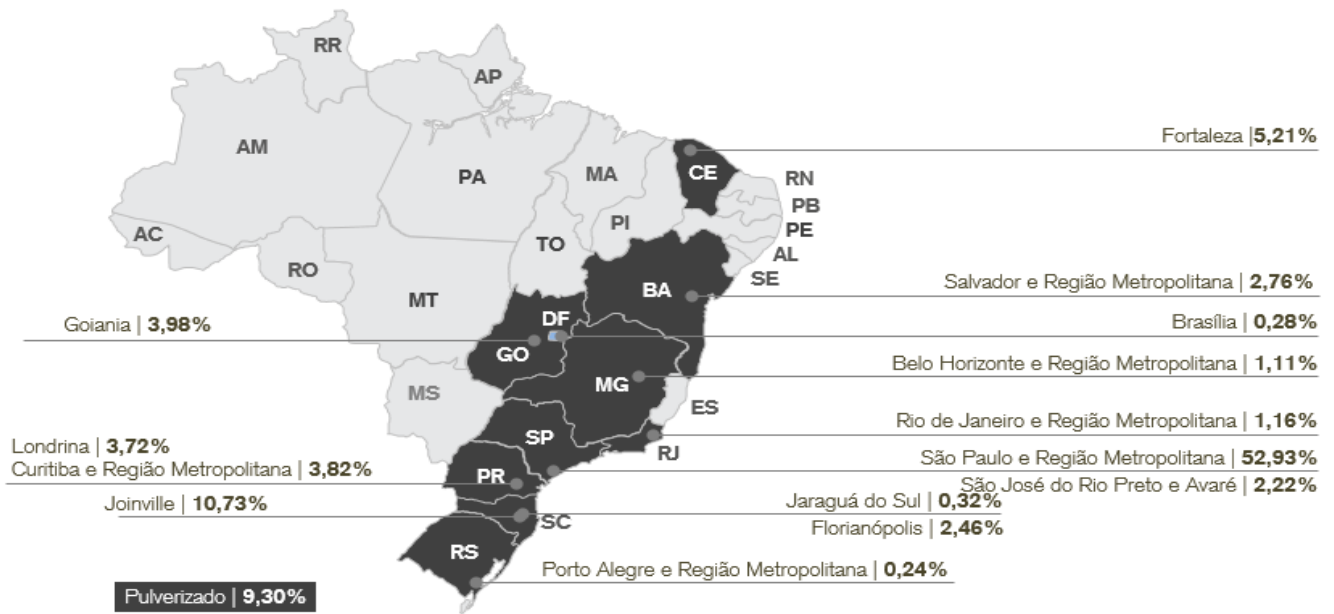 RR
AP
AM
PA
MA
CE
RN
PB
PE
AL
SE
PI
AC
RO
TO
MT
BA
DF
GO
MG
MS
ES
SP
RJ
PR
SC
RS
Fortaleza |5,21%
Salvador e Região Metropolitana | 2,76%
Goiania | 3,98%
Brasília | 0,28%
Belo Horizonte e Região Metropolitana | 1,11%
Rio de Janeiro e Região Metropolitana | 1,16%
Londrina | 3,72%
Curitiba e Região Metropolitana | 3,82%
São Paulo e Região Metropolitana | 52,93%
São José do Rio Preto e Avaré | 2,22%
Joinville | 10,73%
Jaraguá do Sul | 0,32%
Florianópolis | 2,46%
Porto Alegre e Região Metropolitana | 0,24%
Pulverizado | 9,30%